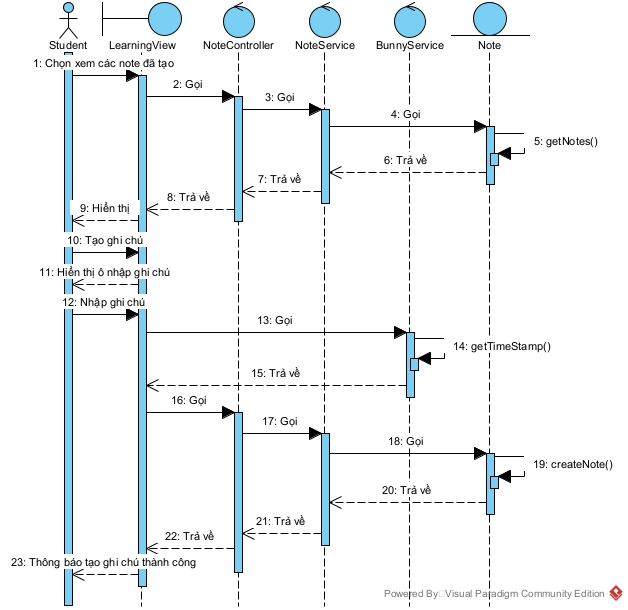 Student LearningView NoteController NoteService BunnyService Note
1: Chọn xem các note đã tạo
2: Gọi
3: Gọi
4: Gọi
5: getNotes()
6: Trả về
7: Trả về
8: Trả về
9: Hiển thị
10: Tạo ghi chú
11: Hiển thị ô nhập ghi chú
12: Nhập ghi chú
13: Gọi
14: getTimeStamp()
15: Trả về
16: Gọi
17: Gọi
18: Gọi
19: createNote()
20: Trả về
21: Trả về
22: Trả về
23: Thông báo tạo ghi chú thành công
Powered By Visual Paradigm Community Edition